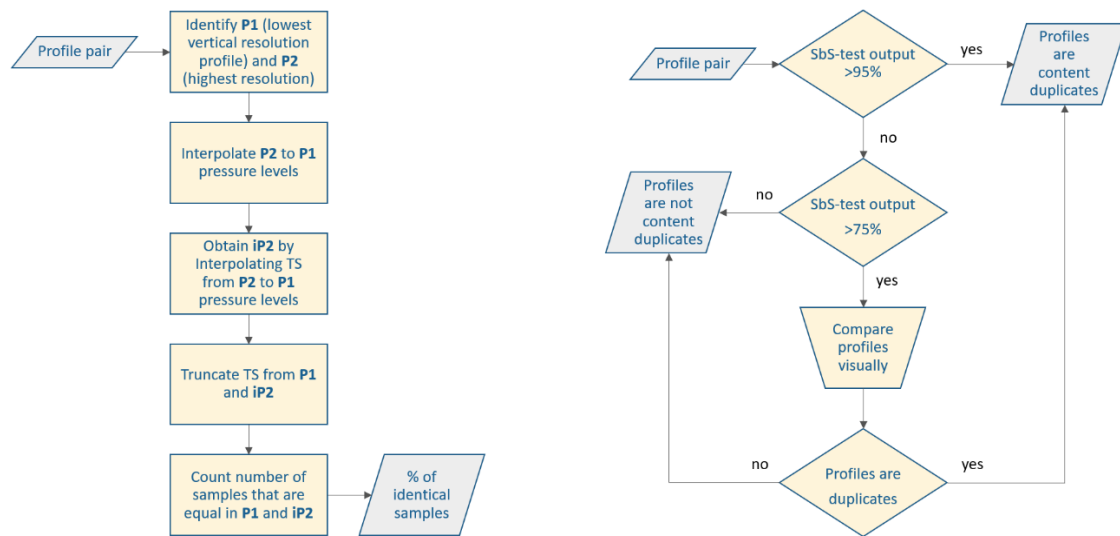 Profile pair
Identify P1 (lowest
vertical resolution
profile) and P2
(highest resolution)
Interpolate P2 to P1
pressure levels
Obtain iP2 by
Interpolating TS
from P2 to P1
pressure levels
Truncate TS from P1
and iP2
Count number of
samples that are
equal in P1 and iP2
% of
identical
samples
Profile pair
SbS-test output
>95%
yes
Profiles
are
content
duplicates
no
SbS-test output
>75%
no
Profiles
are not
content
duplicates
yes
Compare
profiles
visually
Profiles are
duplicates
no
yes